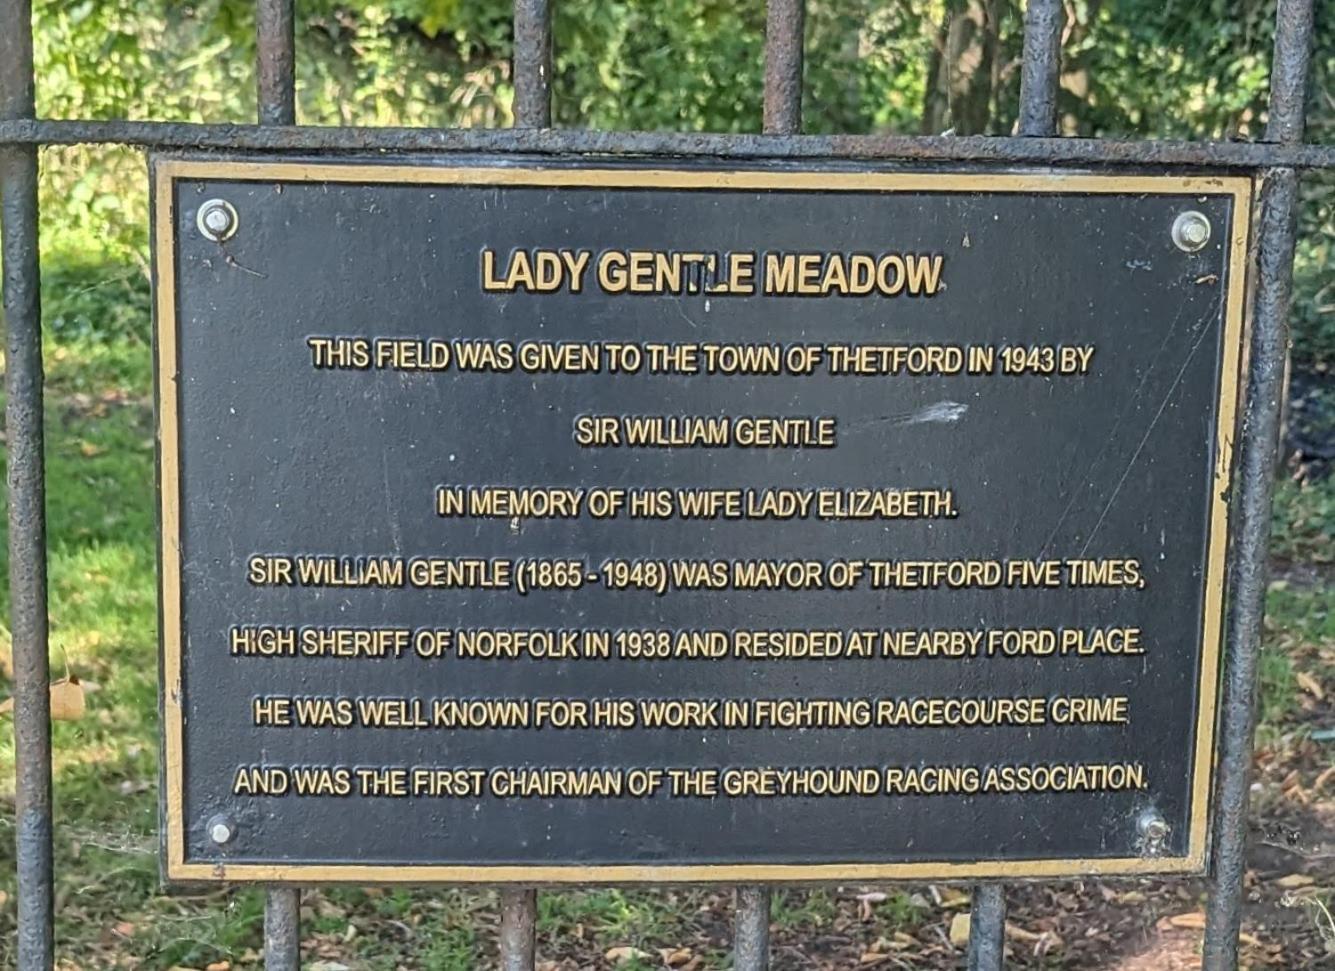 LADY GENTLE MEADOW
THIS FIELD WAS GIVEN TO THE TOWN OF THETFORD IN 1943 BY
SIR WILLIAM GENTLE
IN MEMORY OF HIS WIFE LADY ELIZABETH.
SIR WILLIAM GENTLE (1865 - 1948) WAS MAYOR OF THETFORD FIVE TIMES,
HIGH SHERIFF OF NORFOLK IN 1938 AND RESIDED AT NEARBY FORD PLACE.
HE WAS WELL KNOWN FOR HIS WORK IN FIGHTING RACECOURSE CRIME
AND WAS THE FIRST CHAIRMAN OF THE GREYHOUND RACING ASSOCIATION.